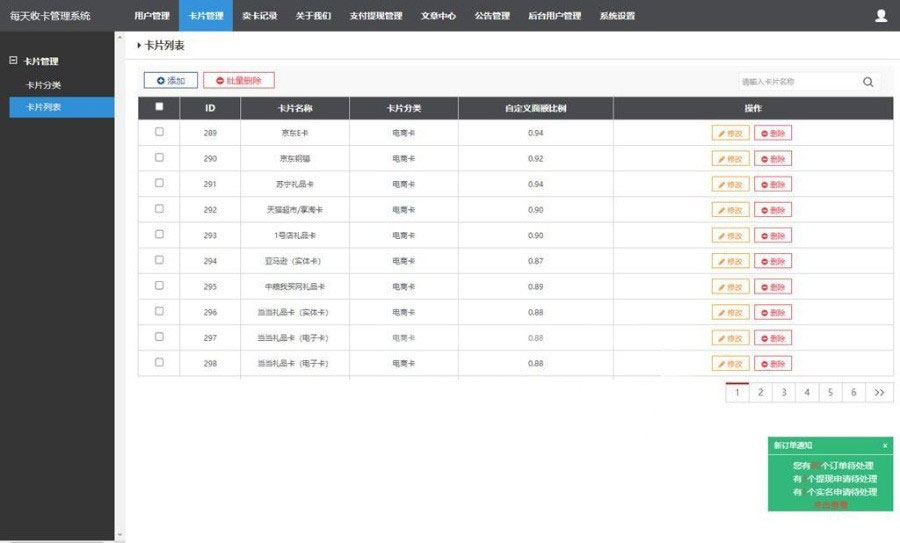 每天收卡管理系统 用户管理 卡片管理 卖卡记录 关于我们 支付提现管理 文章中心 公告管理 后台用户管理 系统设置
卡片管理
卡片分类
卡片列表
卡片列表
添加 批量删除 请输入卡片名称
ID 卡片名称 卡片分类 自定义面额比例 操作
289 京东E卡 电商卡 0.94 修改 删除
290 京东钢镚 电商卡 0.92 修改 删除
291 苏宁礼品卡 电商卡 0.94 修改 删除
292 天猫超市/享淘卡 电商卡 0.90 修改 删除
293 1号店礼品卡 电商卡 0.90 修改 删除
294 亚马逊（实体卡） 电商卡 0.87 修改 删除
295 中粮我买网礼品卡 电商卡 0.89 修改 删除
296 当当礼品卡（实体卡） 电商卡 0.88 修改 删除
297 当当礼品卡（电子卡） 电商卡 0.88 修改 删除
298 当当礼品卡（电子卡） 电商卡 0.88 修改 删除
1 2 3 4 5 6 >>
新订单通知 ×
您有 个订单待处理
有 个提现申请待处理
有 个实名申请待处理
点击查看